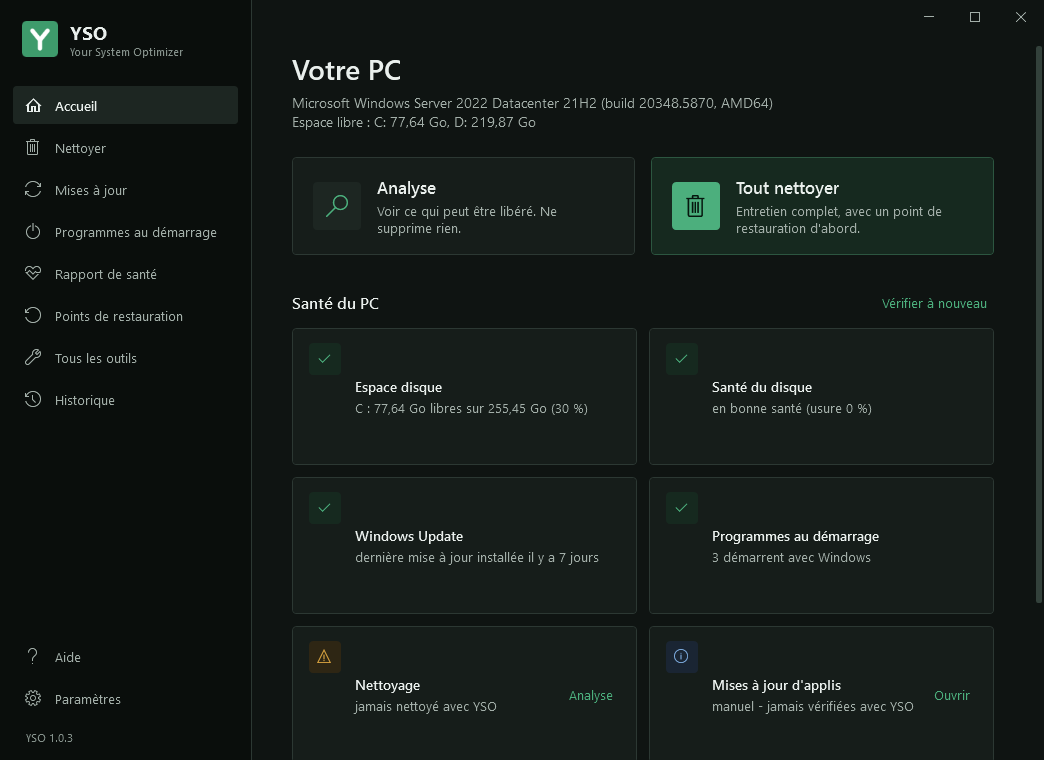 YSO
Your System Optimizer
Accueil
Nettoyer
Mises à jour
Programmes au démarrage
Rapport de santé
Points de restauration
Tous les outils
Historique
Aide
Paramètres
YSO 1.0.3
Votre PC
Microsoft Windows Server 2022 Datacenter 21H2 (build 20348.5870, AMD64)
Espace libre : C: 77,64 Go, D: 219,87 Go
Analyse
Voir ce qui peut être libéré. Ne
supprime rien.
Tout nettoyer
Entretien complet, avec un point de
restauration d'abord.
Santé du PC
Vérifier à nouveau
Espace disque
C : 77,64 Go libres sur 255,45 Go (30 %)
Santé du disque
en bonne santé (usure 0 %)
Windows Update
dernière mise à jour installée il y a 7 jours
Programmes au démarrage
3 démarrent avec Windows
Nettoyage
jamais nettoyé avec YSO
Analyse
Mises à jour d'applis
manuel - jamais vérifiées avec YSO
Ouvrir